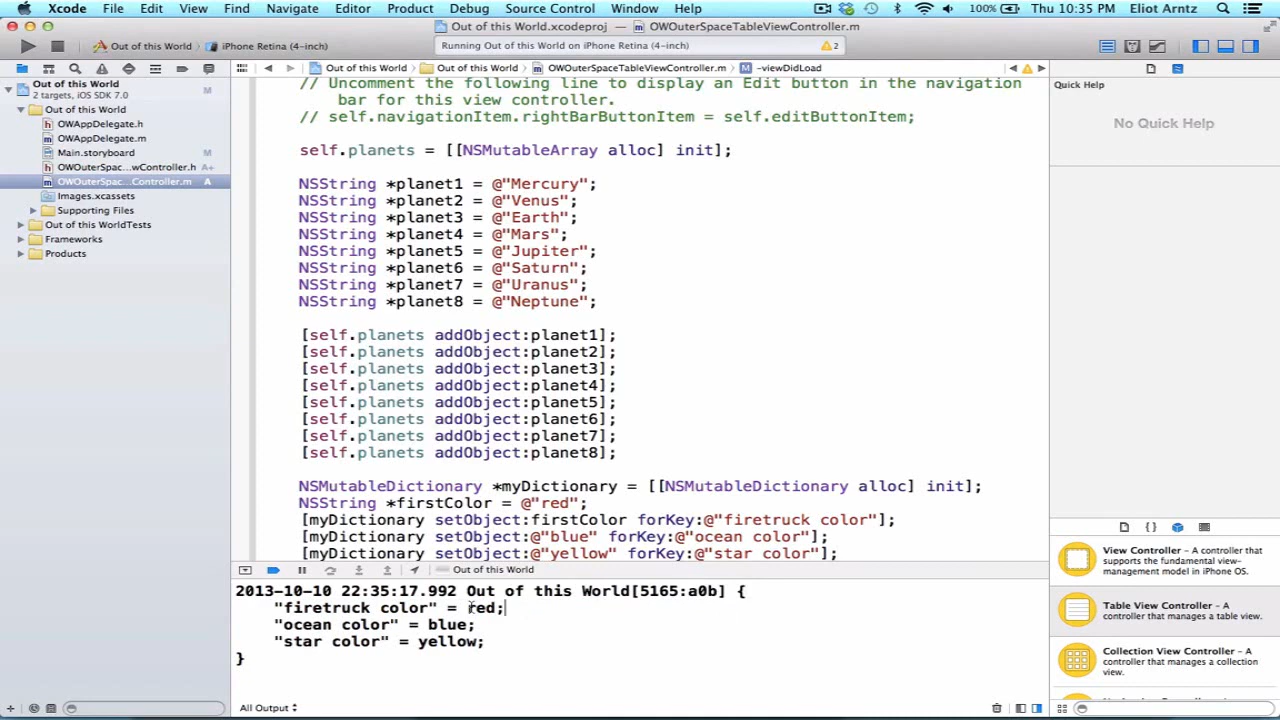 Xcode File Edit View Find Navigate Editor Product Debug Source Control Window Help 100% Thu 10:35 PM Eliot Arntz
Out of this World.xcodeproj — OWOuterSpaceTableViewController.m
Out of this World iPhone Retina (4-inch) Running Out of this World on iPhone Retina (4-inch) 2
Out of this World Out of this World OWOuterSpaceTableViewController.m -viewDidLoad
Out of this World M
2 targets, iOS SDK 7.0
Out of this World
OWAppDelegate.h
OWAppDelegate.m
Main.storyboard M
OWOuterSpac...wController.h A+
OWOuterSpac...Controller.m A
Images.xcassets
Supporting Files
Out of this WorldTests
Frameworks
Products
// Uncomment the following line to display an Edit button in the navigation
bar for this view controller.
// self.navigationItem.rightBarButtonItem = self.editButtonItem;
self.planets = [[NSMutableArray alloc] init];
NSString *planet1 = @"Mercury";
NSString *planet2 = @"Venus";
NSString *planet3 = @"Earth";
NSString *planet4 = @"Mars";
NSString *planet5 = @"Jupiter";
NSString *planet6 = @"Saturn";
NSString *planet7 = @"Uranus";
NSString *planet8 = @"Neptune";
[self.planets addObject:planet1];
[self.planets addObject:planet2];
[self.planets addObject:planet3];
[self.planets addObject:planet4];
[self.planets addObject:planet5];
[self.planets addObject:planet6];
[self.planets addObject:planet7];
[self.planets addObject:planet8];
NSMutableDictionary *myDictionary = [[NSMutableDictionary alloc] init];
NSString *firstColor = @"red";
[myDictionary setObject:firstColor forKey:@"firetruck color"];
[myDictionary setObject:@"blue" forKey:@"ocean color"];
[myDictionary setObject:@"yellow" forKey:@"star color"];
Out of this World
2013-10-10 22:35:17.992 Out of this World[5165:a0b] {
"firetruck color" = red;
"ocean color" = blue;
"star color" = yellow;
}
All Output
Quick Help
No Quick Help
View Controller – A controller that
supports the fundamental view-
management model in iPhone OS.
Table View Controller – A
controller that manages a table view.
Collection View Controller – A
controller that manages a collection
view.